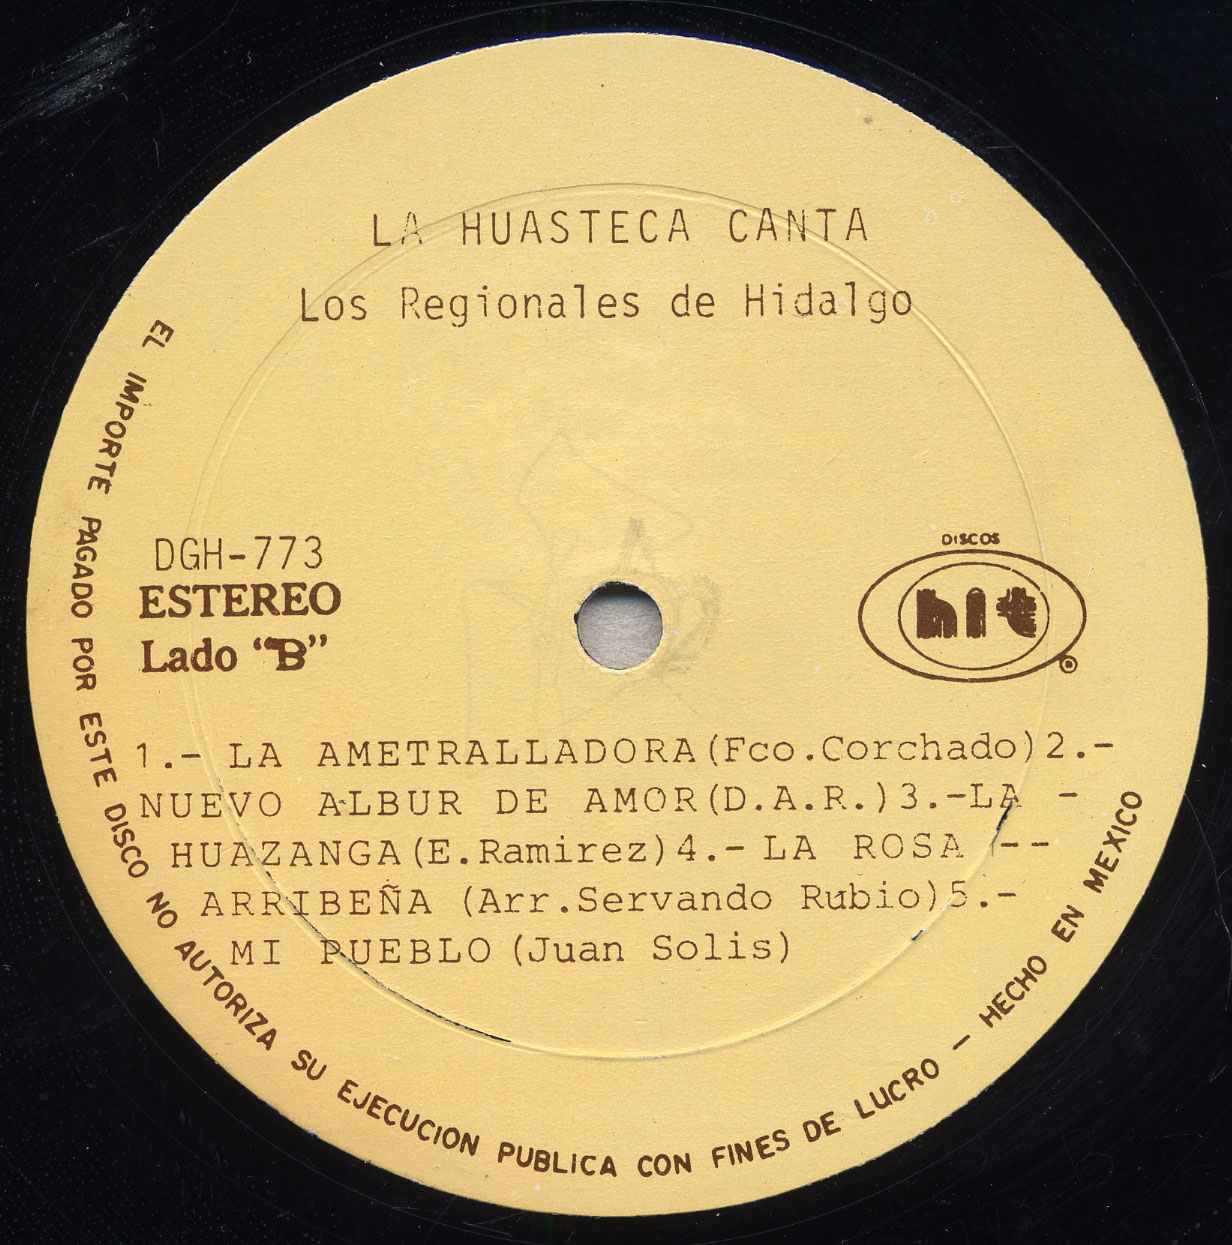 LA HUASTECA CANTA
Los Regionales de Hidalgo
DGH-773
ESTEREO
Lado "B"
DISCOS
hit
®
1.- LA AMETRALLADORA(Fco.Corchado)2.-
NUEVO ALBUR DE AMOR(D.A.R.)3.-LA -
HUAZANGA(E.Ramirez)4.- LA ROSA --
ARRIBEÑA (Arr.Servando Rubio)5.-
MI PUEBLO (Juan Solis)
EL IMPORTE PAGADO POR ESTE DISCO NO AUTORIZA SU EJECUCION PUBLICA CON FINES DE LUCRO — HECHO EN MEXICO